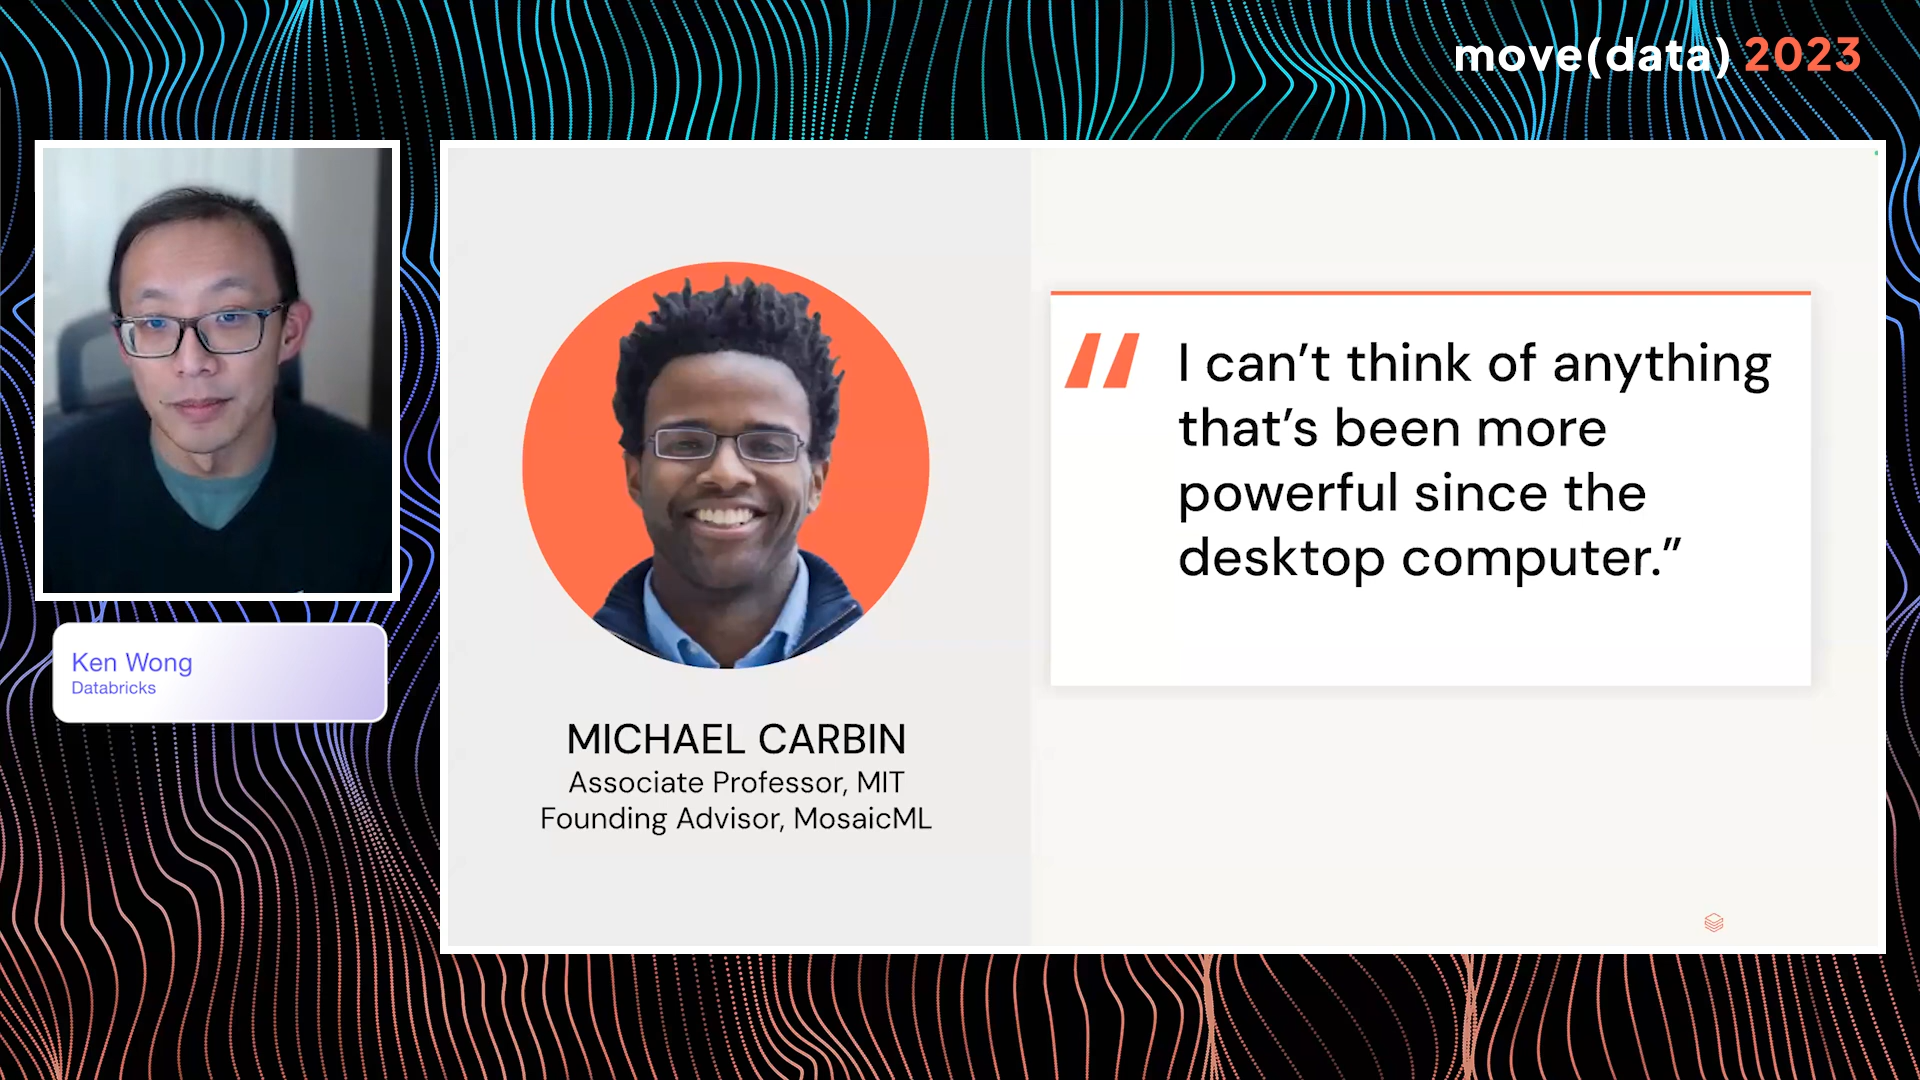 move(data) 2023
Ken Wong
Databricks
MICHAEL CARBIN
Associate Professor, MIT
Founding Advisor, MosaicML
“I can’t think of anything
that’s been more
powerful since the
desktop computer.”